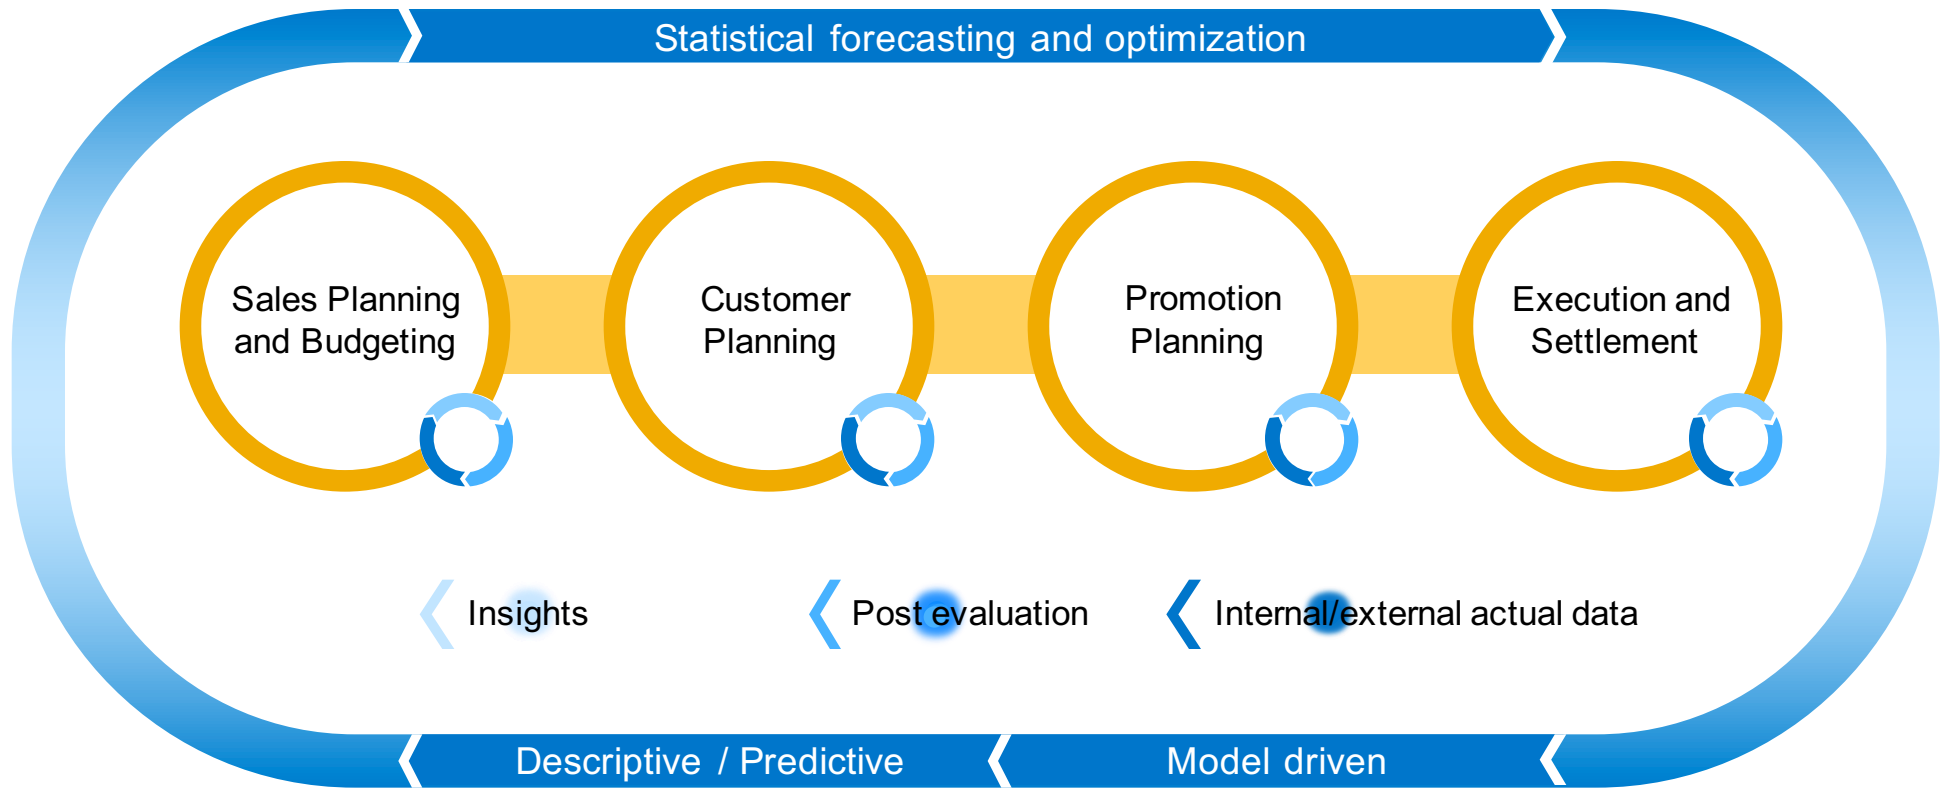 Statistical forecasting and optimization
Sales Planning
and Budgeting
Customer
Planning
Promotion
Planning
Execution and
Settlement
Insights
Post evaluation
Internal/external actual data
Descriptive / Predictive
Model driven